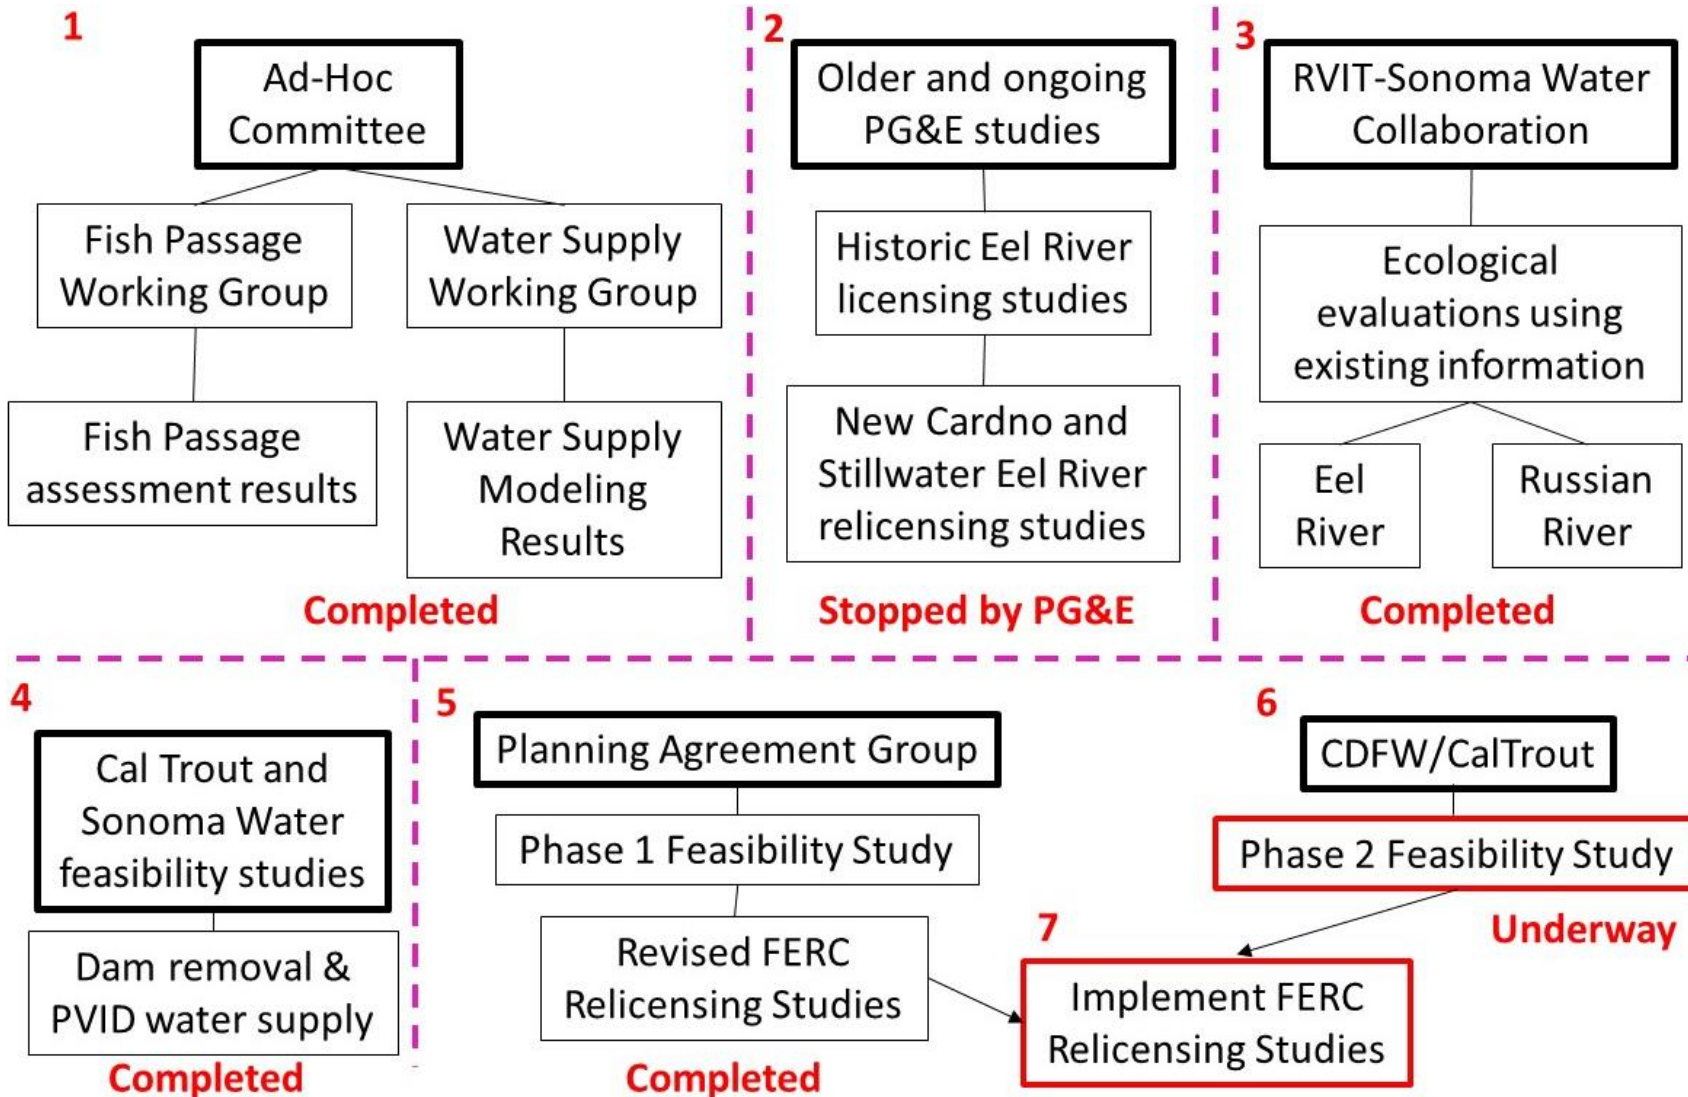 1
Ad-Hoc
Committee
Fish Passage
Working Group
Water Supply
Working Group
Fish Passage
assessment results
Water Supply
Modeling
Results
Completed
2
Older and ongoing
PG&E studies
Historic Eel River
licensing studies
New Cardno and
Stillwater Eel River
relicensing studies
Stopped by PG&E
3
RVIT-Sonoma Water
Collaboration
Ecological
evaluations using
existing information
Eel
River
Russian
River
Completed
4
Cal Trout and
Sonoma Water
feasibility studies
Dam removal &
PVID water supply
Completed
5
Planning Agreement Group
Phase 1 Feasibility Study
Revised FERC
Relicensing Studies
Completed
6
CDFW/CalTrout
Phase 2 Feasibility Study
Underway
7
Implement FERC
Relicensing Studies